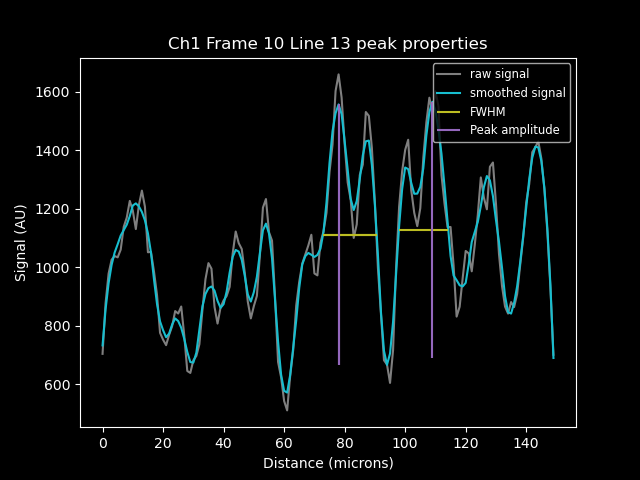 Ch1 Frame 10 Line 13 peak properties
raw signal
smoothed signal
FWHM
Peak amplitude
Signal (AU)
1600
1400
1200
1000
800
600
0 20 40 60 80 100 120 140
Distance (microns)